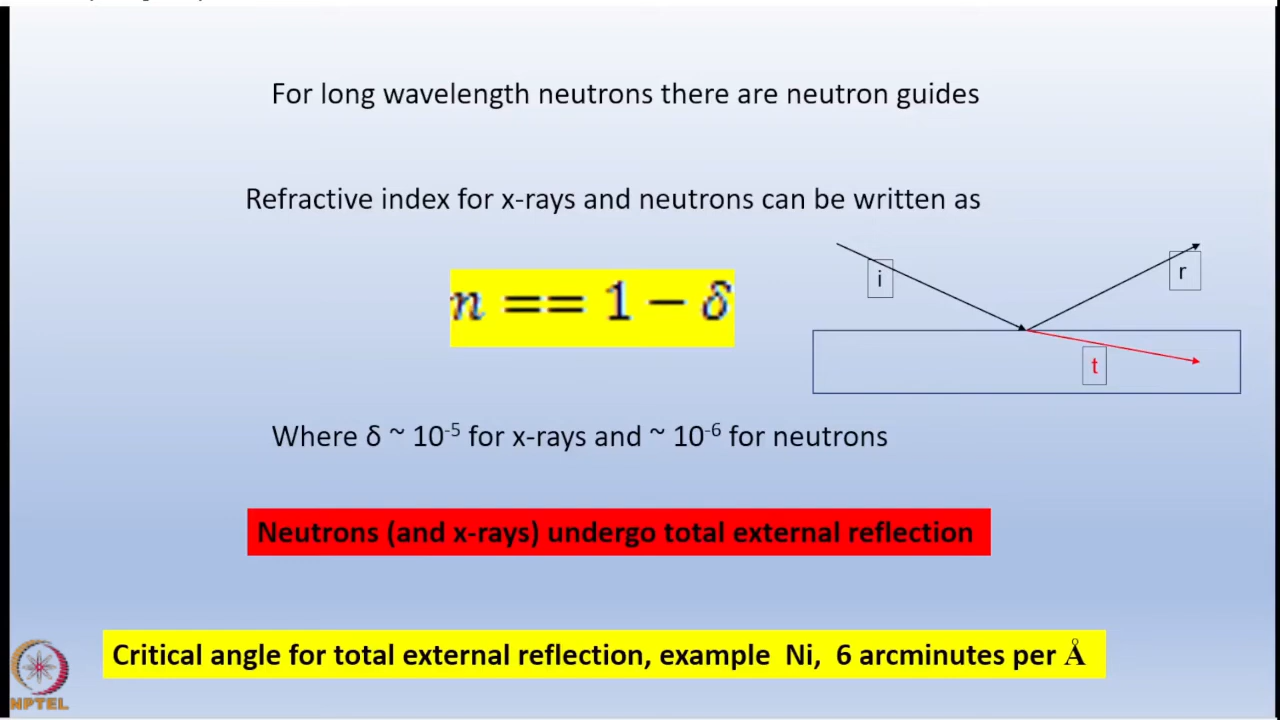 For long wavelength neutrons there are neutron guides
Refractive index for x-rays and neutrons can be written as
n == 1 − δ
i
r
t
Where δ ~ 10⁻⁵ for x-rays and ~ 10⁻⁶ for neutrons
Neutrons (and x-rays) undergo total external reflection
Critical angle for total external reflection, example Ni, 6 arcminutes per Å
NPTEL